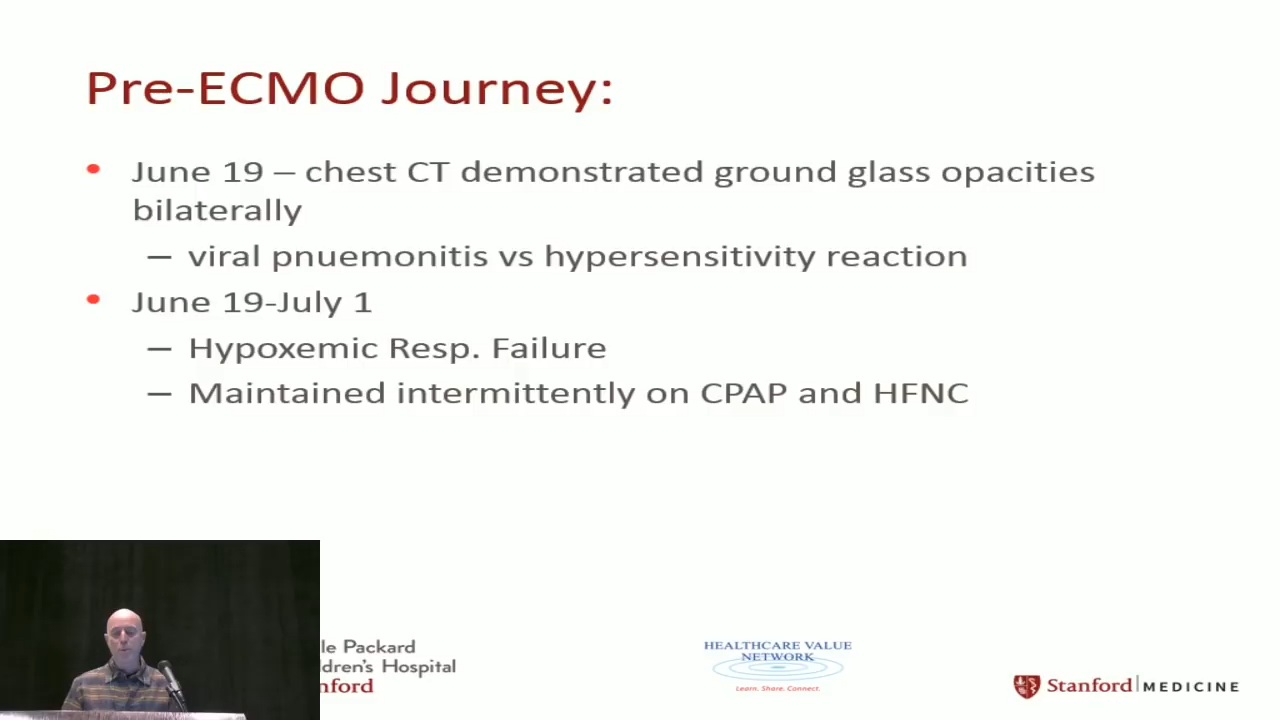 Pre-ECMO Journey:
• June 19 – chest CT demonstrated ground glass opacities
bilaterally
– viral pnuemonitis vs hypersensitivity reaction
• June 19-July 1
– Hypoxemic Resp. Failure
– Maintained intermittently on CPAP and HFNC
le Packard
dren's Hospital
nford
HEALTHCARE VALUE
NETWORK
Learn. Share. Connect.
Stanford MEDICINE